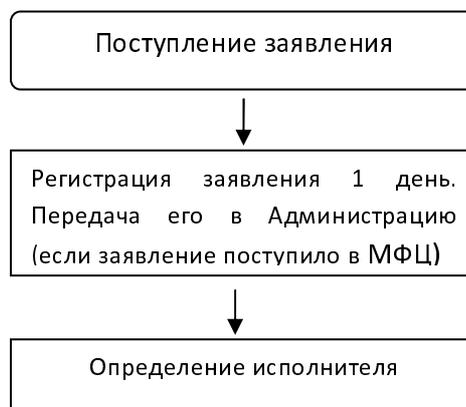 Поступление заявления
Регистрация заявления 1 день.
Передача его в Администрацию
(если заявление поступило в МФЦ)
Определение исполнителя